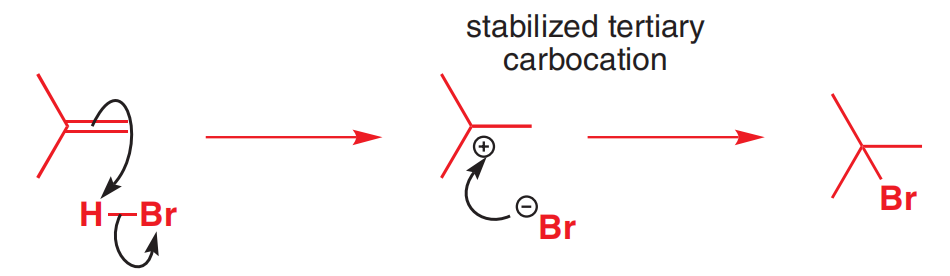 stabilized tertiary
carbocation
H Br
⊕
⊖
Br
Br